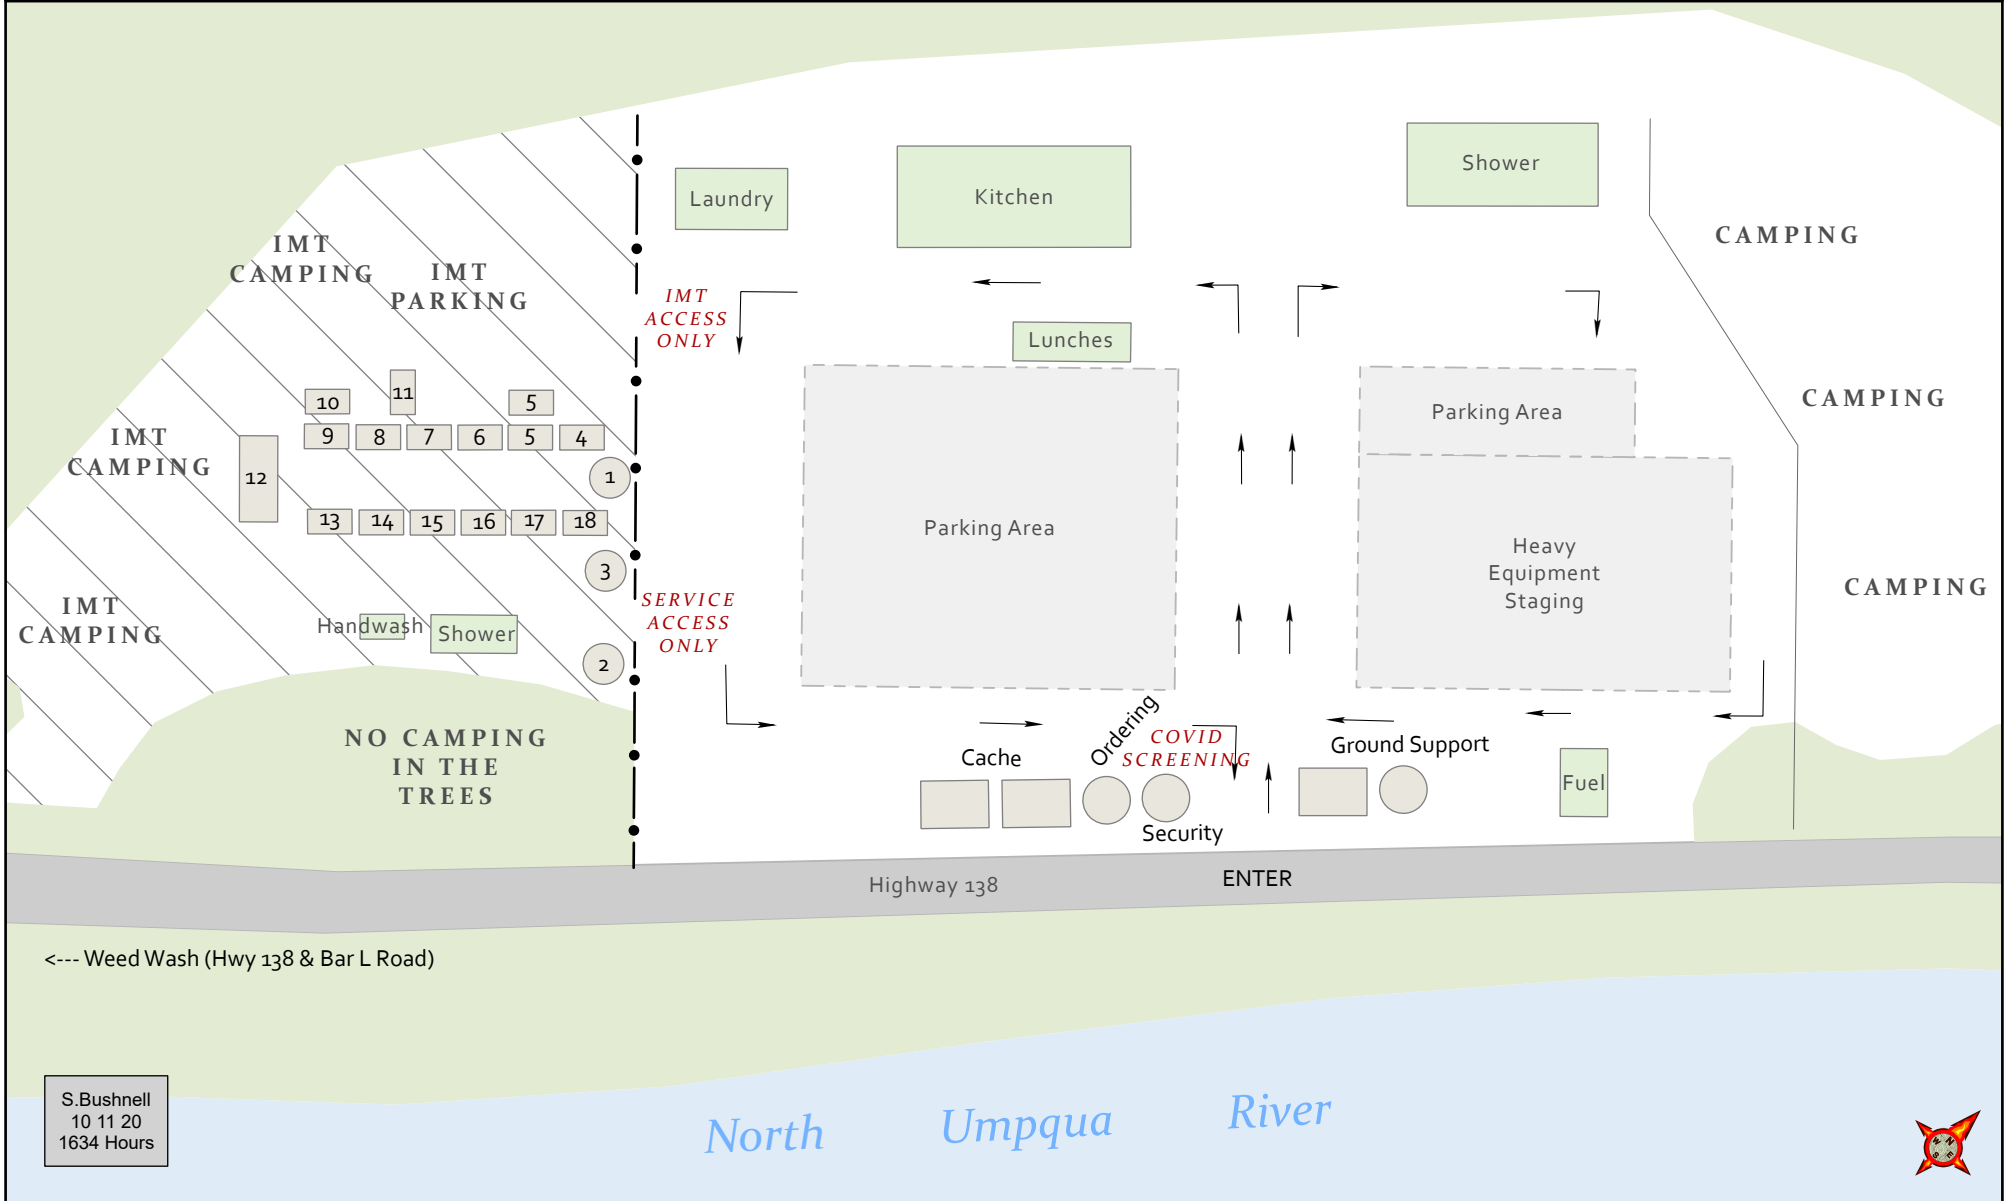 Laundry
Kitchen
Shower
IMT
CAMPING
IMT
PARKING
CAMPING
IMT
ACCESS
ONLY
Lunches
10
11
5
9
8
7
6
5
4
Parking Area
CAMPING
IMT
CAMPING
12
1
13
14
15
16
17
18
Parking Area
Heavy
Equipment
Staging
3
CAMPING
IMT
CAMPING
Handwash
Shower
SERVICE
ACCESS
ONLY
2
NO CAMPING
IN THE
TREES
Cache
Ordering
COVID
SCREENING
Ground Support
Fuel
Security
Highway 138
ENTER
<--- Weed Wash (Hwy 138 & Bar L Road)
S.Bushnell
10 11 20
1634 Hours
North Umpqua River
N
W
E
S